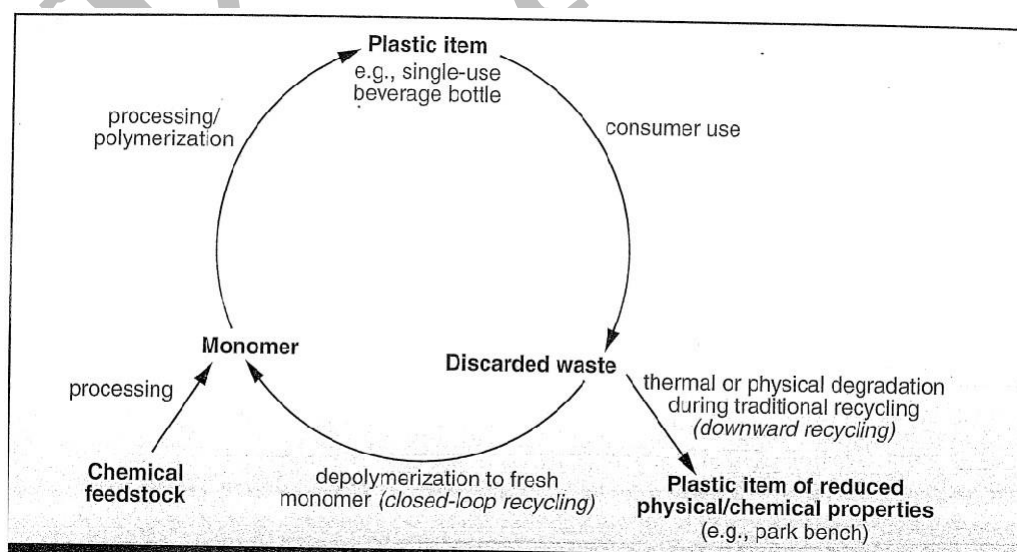 Plastic item
e.g., single-use
beverage bottle
processing/
polymerization
consumer use
Monomer
Discarded waste
processing
thermal or physical degradation
during traditional recycling
(downward recycling)
Chemical
feedstock
depolymerization to fresh
monomer (closed-loop recycling)
Plastic item of reduced
physical/chemical properties
(e.g., park bench)